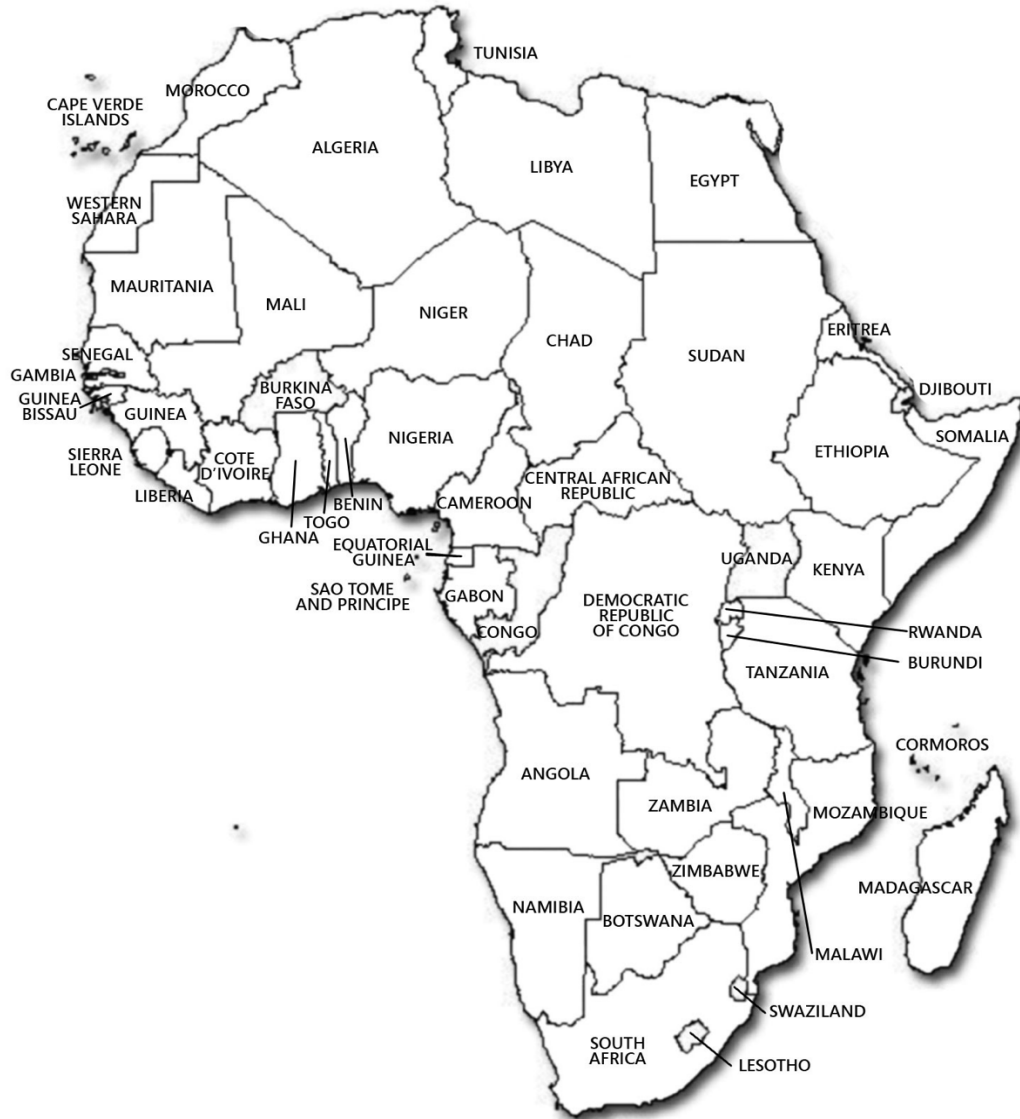 TUNISIA
MOROCCO
CAPE VERDE
ISLANDS
ALGERIA
LIBYA
EGYPT
WESTERN
SAHARA
MAURITANIA
MALI
NIGER
CHAD
SUDAN
ERITREA
SENEGAL
GAMBIA
GUINEA
BISSAU
GUINEA
BURKINA
FASO
DJIBOUTI
NIGERIA
SOMALIA
SIERRA
LEONE
COTE
D'IVOIRE
ETHIOPIA
LIBERIA
CENTRAL AFRICAN
REPUBLIC
BENIN
CAMEROON
TOGO
GHANA
EQUATORIAL
GUINEA
UGANDA
KENYA
SAO TOME
AND PRINCIPE
GABON
DEMOCRATIC
REPUBLIC
OF CONGO
CONGO
RWANDA
BURUNDI
TANZANIA
CORMOROS
ANGOLA
ZAMBIA
MOZAMBIQUE
ZIMBABWE
MADAGASCAR
NAMIBIA
BOTSWANA
MALAWI
SWAZILAND
SOUTH
AFRICA
LESOTHO